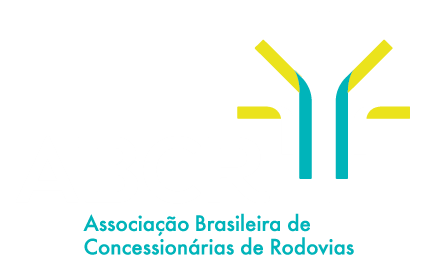 Associação Brasileira de
Concessionárias de Rodovias